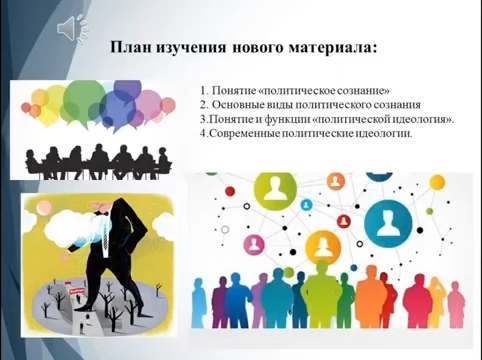 План изучения нового материала:
1. Понятие «политическое сознание»
2. Основные виды политического сознания
3.Понятие и функции «политической идеология».
4.Современные политические идеологии.